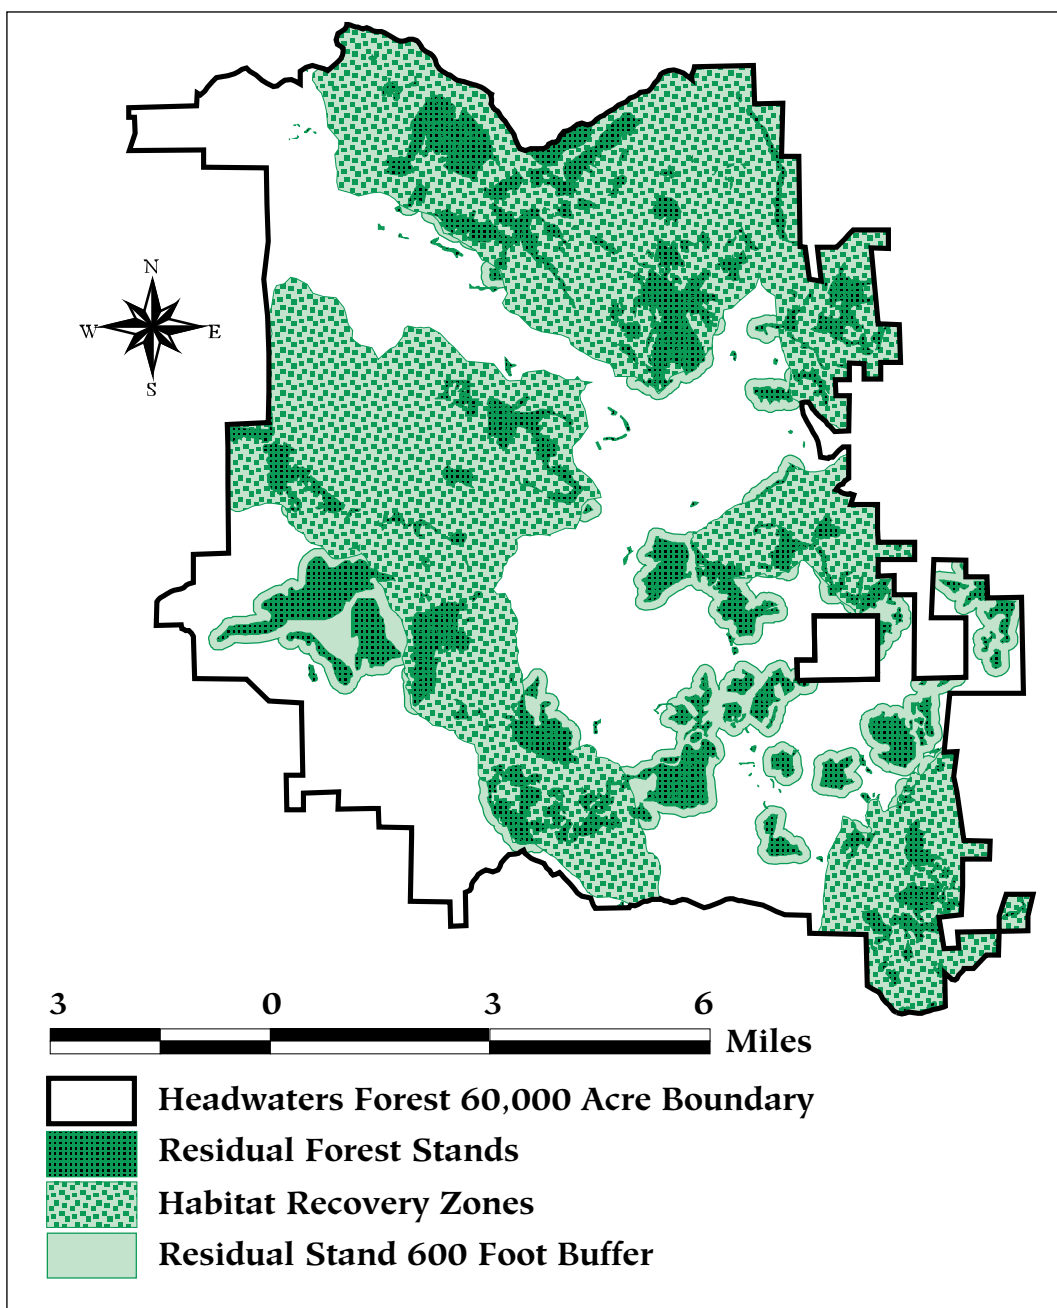 N
W E
S
3 0 3 6
Miles
Headwaters Forest 60,000 Acre Boundary
Residual Forest Stands
Habitat Recovery Zones
Residual Stand 600 Foot Buffer